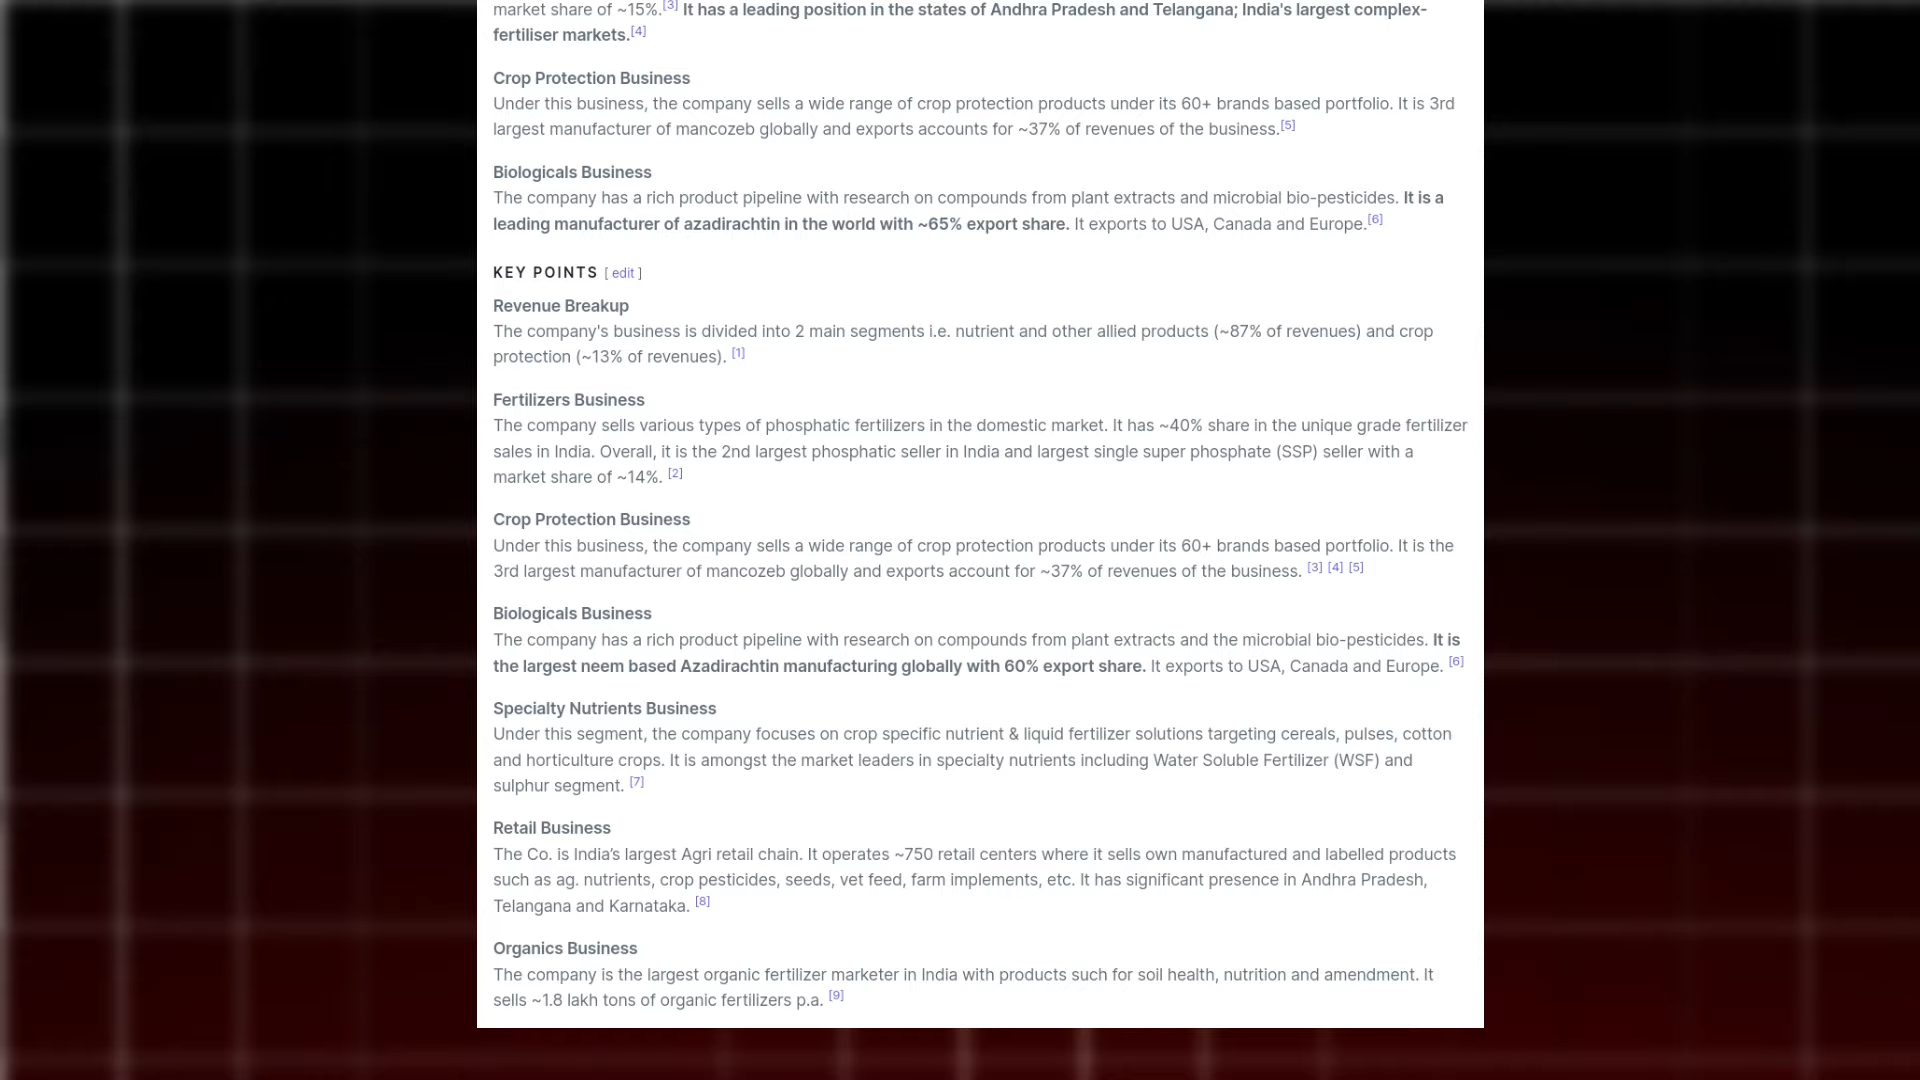 market share of ~15%.[3] It has a leading position in the states of Andhra Pradesh and Telangana; India's largest complex-
fertiliser markets.[4]
Crop Protection Business
Under this business, the company sells a wide range of crop protection products under its 60+ brands based portfolio. It is 3rd
largest manufacturer of mancozeb globally and exports accounts for ~37% of revenues of the business.[5]
Biologicals Business
The company has a rich product pipeline with research on compounds from plant extracts and microbial bio-pesticides. It is a
leading manufacturer of azadirachtin in the world with ~65% export share. It exports to USA, Canada and Europe.[6]
KEY POINTS [ edit ]
Revenue Breakup
The company's business is divided into 2 main segments i.e. nutrient and other allied products (~87% of revenues) and crop
protection (~13% of revenues). [1]
Fertilizers Business
The company sells various types of phosphatic fertilizers in the domestic market. It has ~40% share in the unique grade fertilizer
sales in India. Overall, it is the 2nd largest phosphatic seller in India and largest single super phosphate (SSP) seller with a
market share of ~14%. [2]
Crop Protection Business
Under this business, the company sells a wide range of crop protection products under its 60+ brands based portfolio. It is the
3rd largest manufacturer of mancozeb globally and exports account for ~37% of revenues of the business. [3] [4] [5]
Biologicals Business
The company has a rich product pipeline with research on compounds from plant extracts and the microbial bio-pesticides. It is
the largest neem based Azadirachtin manufacturing globally with 60% export share. It exports to USA, Canada and Europe. [6]
Specialty Nutrients Business
Under this segment, the company focuses on crop specific nutrient & liquid fertilizer solutions targeting cereals, pulses, cotton
and horticulture crops. It is amongst the market leaders in specialty nutrients including Water Soluble Fertilizer (WSF) and
sulphur segment. [7]
Retail Business
The Co. is India’s largest Agri retail chain. It operates ~750 retail centers where it sells own manufactured and labelled products
such as ag. nutrients, crop pesticides, seeds, vet feed, farm implements, etc. It has significant presence in Andhra Pradesh,
Telangana and Karnataka. [8]
Organics Business
The company is the largest organic fertilizer marketer in India with products such for soil health, nutrition and amendment. It
sells ~1.8 lakh tons of organic fertilizers p.a. [9]